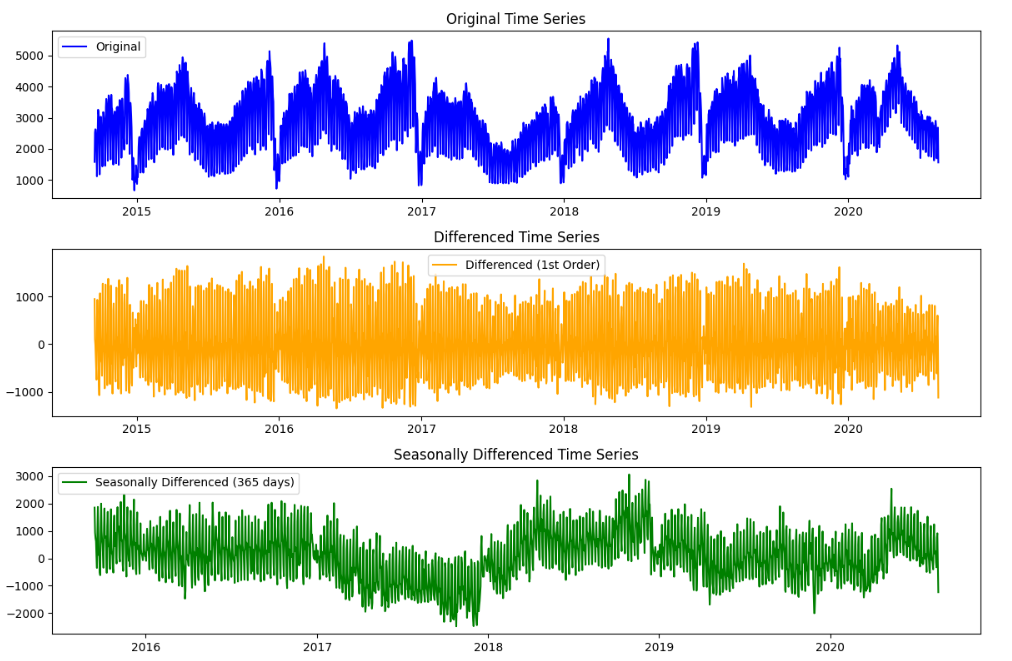 Original Time Series
Original
5000
4000
3000
2000
1000
2015 2016 2017 2018 2019 2020
Differenced Time Series
Differenced (1st Order)
1000
0
−1000
2015 2016 2017 2018 2019 2020
Seasonally Differenced Time Series
Seasonally Differenced (365 days)
3000
2000
1000
0
−1000
−2000
2016 2017 2018 2019 2020